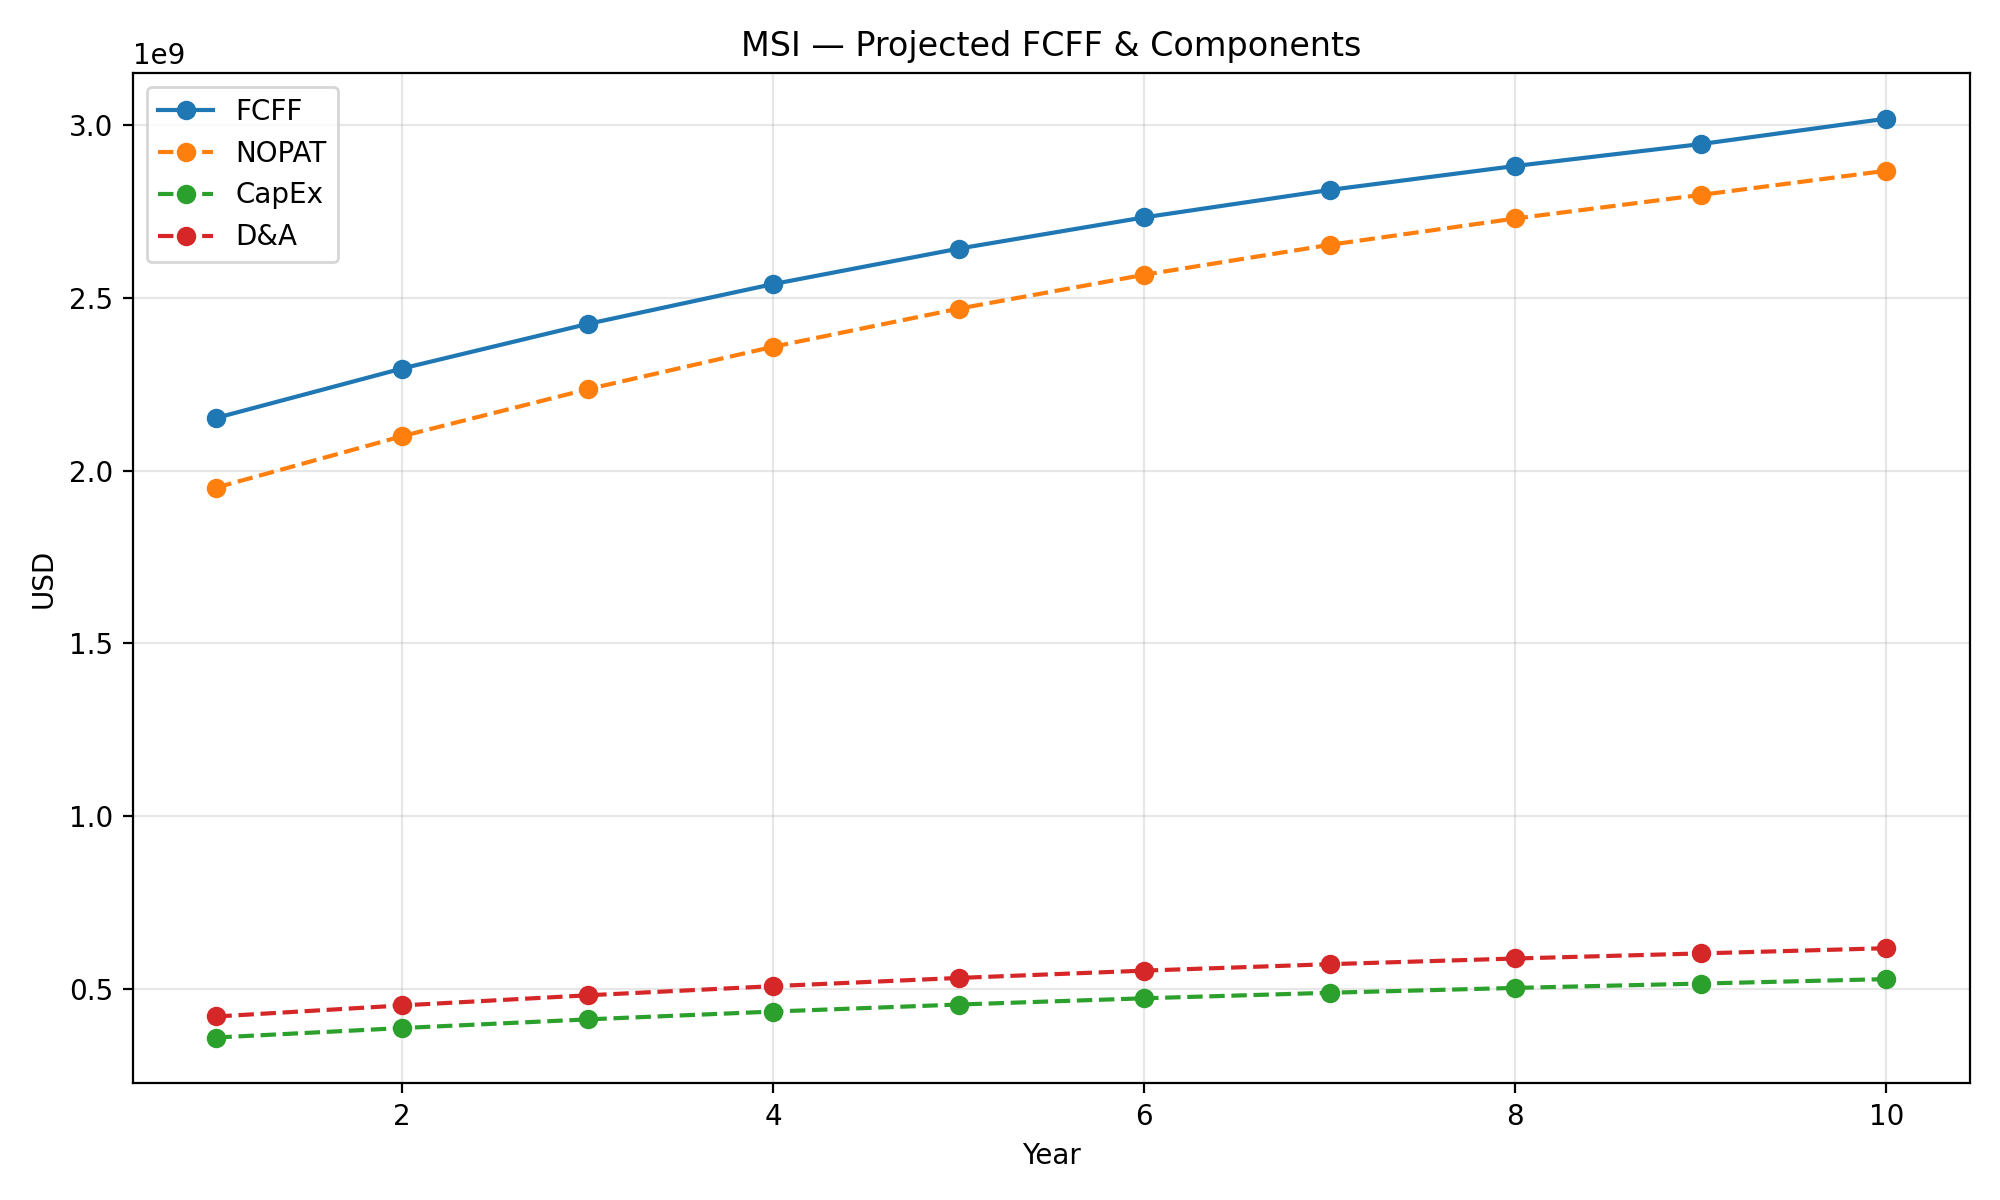 MSI — Projected FCFF & Components
1e9
FCFF
NOPAT
CapEx
D&A
3.0
2.5
2.0
1.5
1.0
0.5
USD
2 4 6 8 10
Year